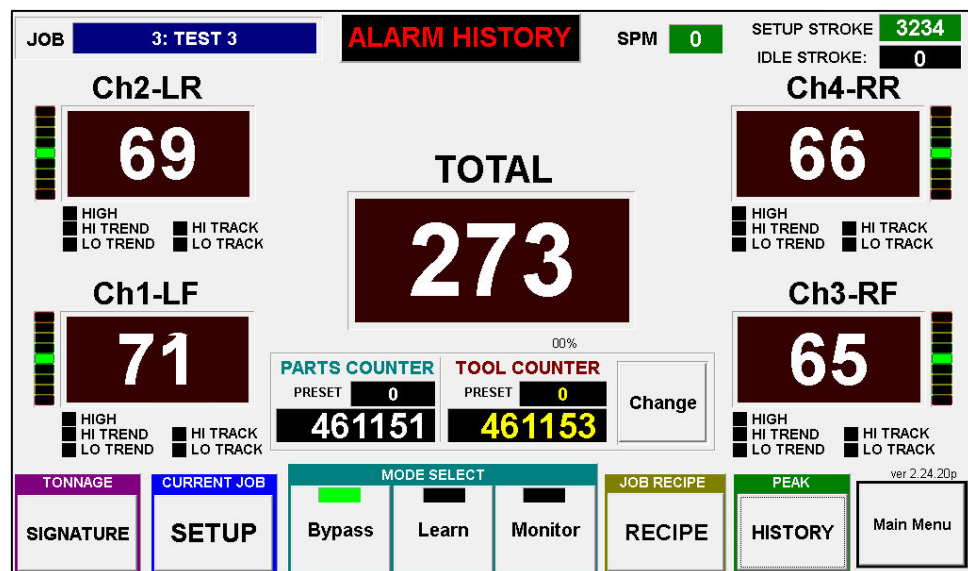 JOB 3: TEST 3 ALARM HISTORY SPM 0 SETUP STROKE 3234
IDLE STROKE: 0
Ch2-LR
69
HIGH
HI TREND HI TRACK
LO TREND LO TRACK
TOTAL
273
Ch4-RR
66
HIGH
HI TREND HI TRACK
LO TREND LO TRACK
Ch1-LF
71
HIGH
HI TREND HI TRACK
LO TREND LO TRACK
00%
PARTS COUNTER TOOL COUNTER
PRESET 0 PRESET 0
461151 461153
Change
Ch3-RF
65
HIGH
HI TREND HI TRACK
LO TREND LO TRACK
ver 2.24.20p
TONNAGE CURRENT JOB MODE SELECT JOB RECIPE PEAK
SIGNATURE SETUP Bypass Learn Monitor RECIPE HISTORY Main Menu